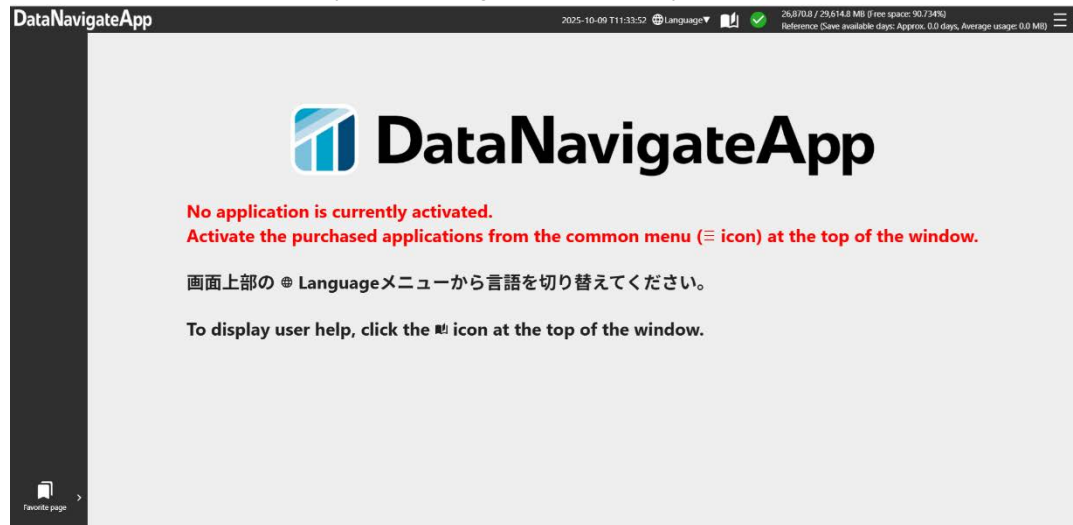 DataNavigateApp
2025-10-09 T11:33:52 Language▼
26,870.8 / 29,614.8 MB (Free space: 90.734%)
Reference (Save available days: Approx. 0.0 days, Average usage: 0.0 MB)
DataNavigateApp
No application is currently activated.
Activate the purchased applications from the common menu (☰ icon) at the top of the window.
画面上部の 🌐 Languageメニューから言語を切り替えてください。
To display user help, click the icon at the top of the window.
Favorite page >